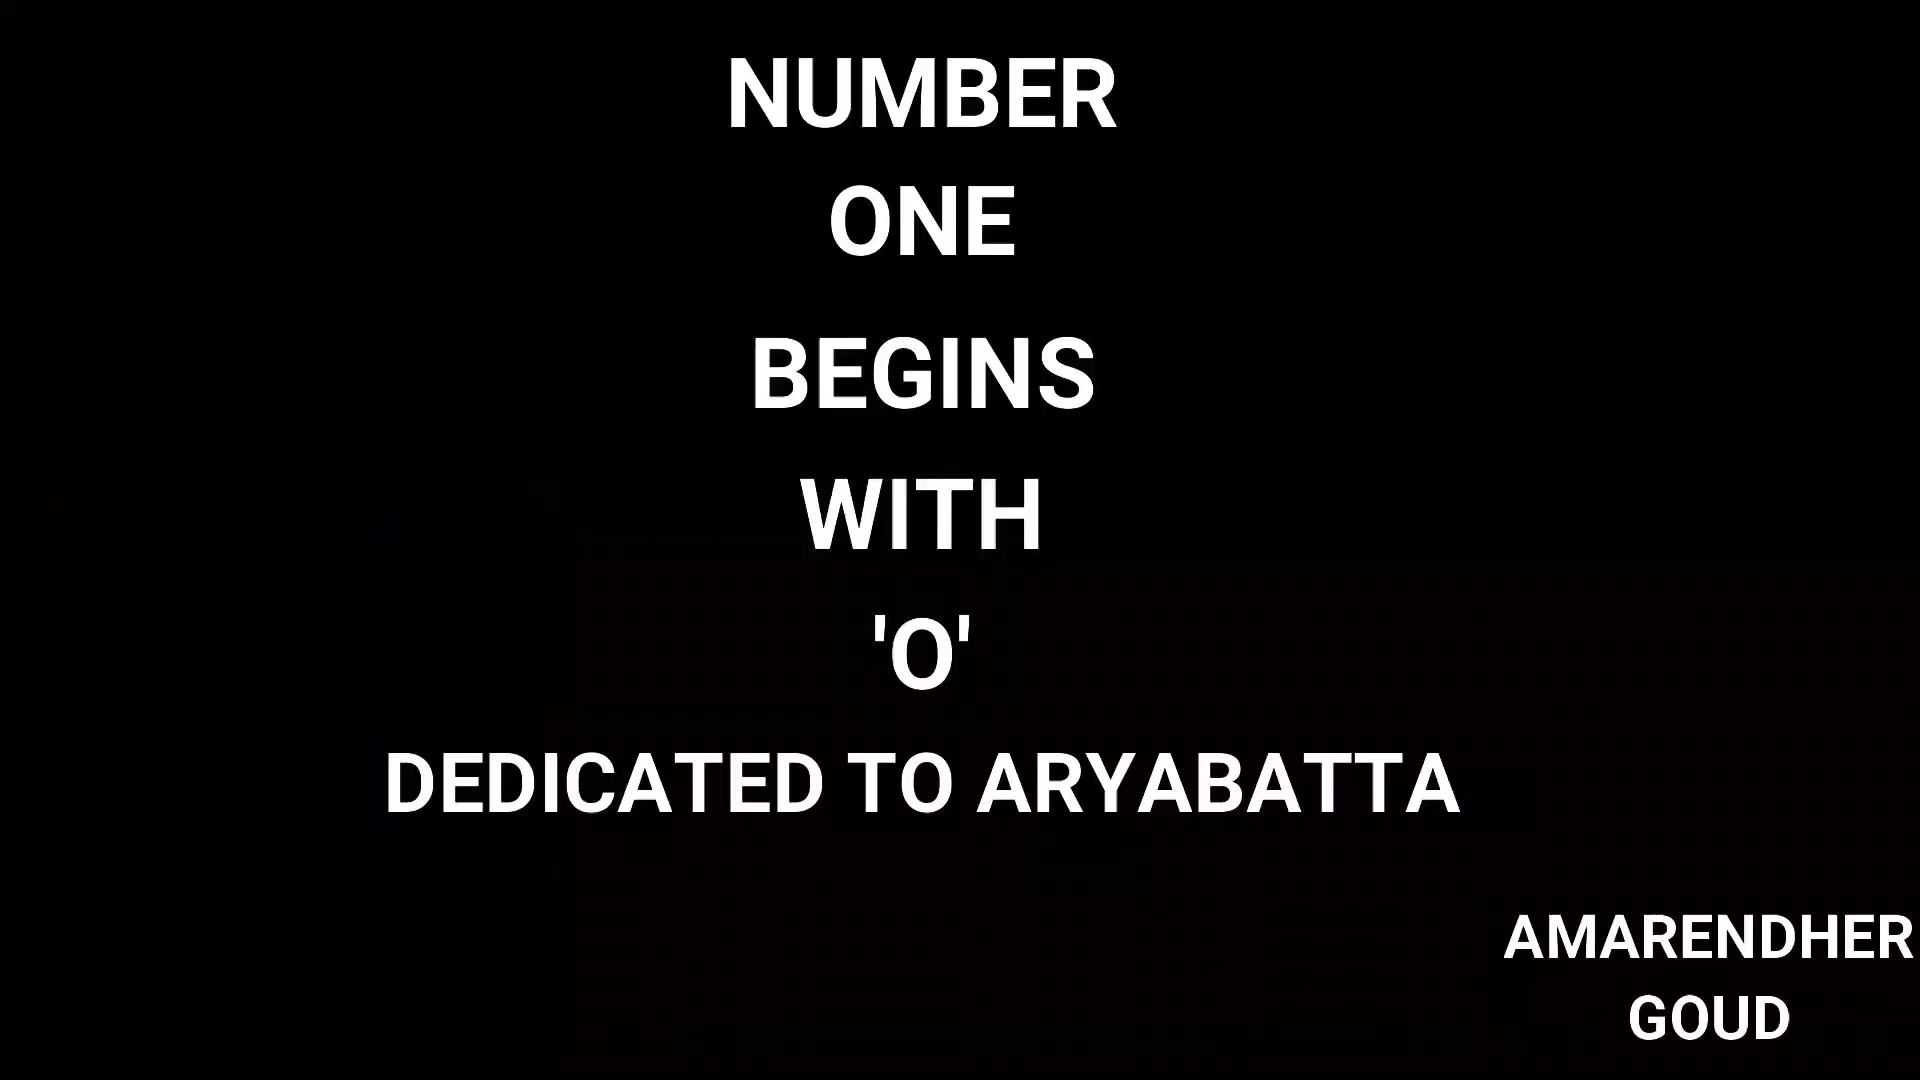 NUMBER
ONE
BEGINS
WITH
'O'
DEDICATED TO ARYABATTA
AMARENDHER
GOUD